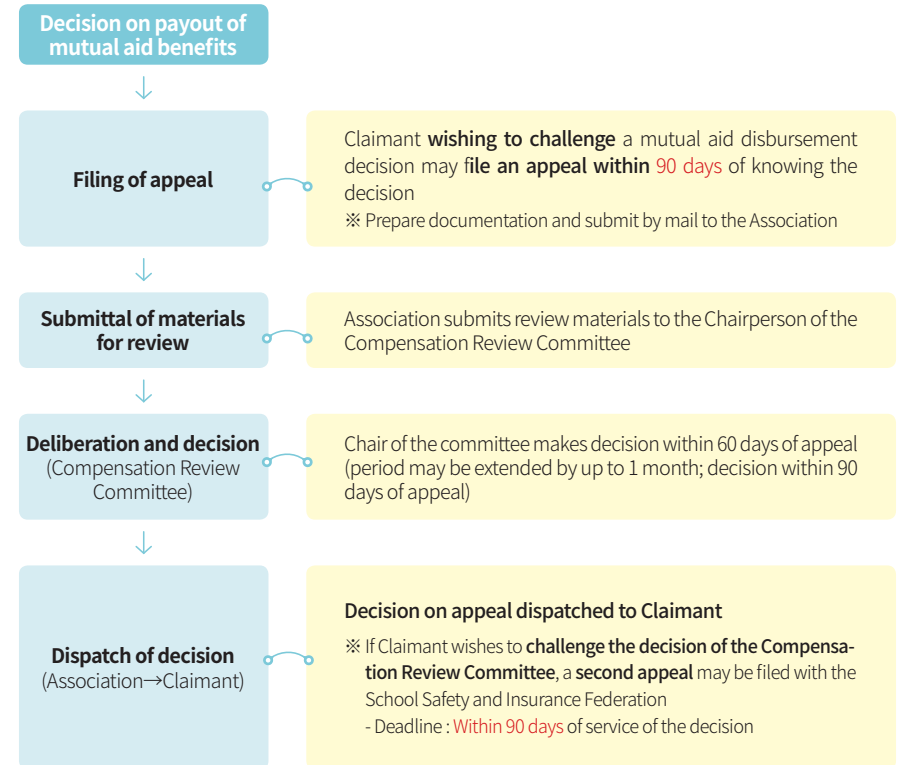 Decision on payout of
mutual aid benefits
↓
Filing of appeal
Claimant wishing to challenge a mutual aid disbursement
decision may file an appeal within 90 days of knowing the
decision
※ Prepare documentation and submit by mail to the Association
↓
Submittal of materials
for review
Association submits review materials to the Chairperson of the
Compensation Review Committee
↓
Deliberation and decision
(Compensation Review
Committee)
Chair of the committee makes decision within 60 days of appeal
(period may be extended by up to 1 month; decision within 90
days of appeal)
↓
Dispatch of decision
(Association→Claimant)
Decision on appeal dispatched to Claimant
※ If Claimant wishes to challenge the decision of the Compensa-
tion Review Committee, a second appeal may be filed with the
School Safety and Insurance Federation
- Deadline : Within 90 days of service of the decision